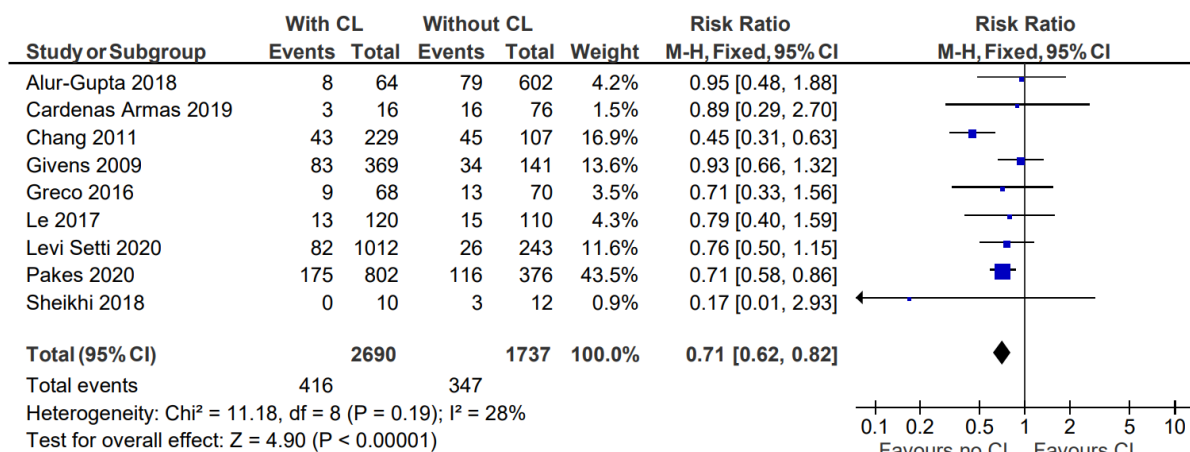 With CL Without CL Risk Ratio Risk Ratio
Study or Subgroup Events Total Events Total Weight M-H, Fixed, 95% CI M-H, Fixed, 95% CI
Alur-Gupta 2018 8 64 79 602 4.2% 0.95 [0.48, 1.88]
Cardenas Armas 2019 3 16 16 76 1.5% 0.89 [0.29, 2.70]
Chang 2011 43 229 45 107 16.9% 0.45 [0.31, 0.63]
Givens 2009 83 369 34 141 13.6% 0.93 [0.66, 1.32]
Greco 2016 9 68 13 70 3.5% 0.71 [0.33, 1.56]
Le 2017 13 120 15 110 4.3% 0.79 [0.40, 1.59]
Levi Setti 2020 82 1012 26 243 11.6% 0.76 [0.50, 1.15]
Pakes 2020 175 802 116 376 43.5% 0.71 [0.58, 0.86]
Sheikhi 2018 0 10 3 12 0.9% 0.17 [0.01, 2.93]
Total (95% CI) 2690 1737 100.0% 0.71 [0.62, 0.82]
Total events 416 347
Heterogeneity: Chi² = 11.18, df = 8 (P = 0.19); I² = 28%
Test for overall effect: Z = 4.90 (P < 0.00001)
0.1 0.2 0.5 1 2 5 10
Favours no CL Favours CL